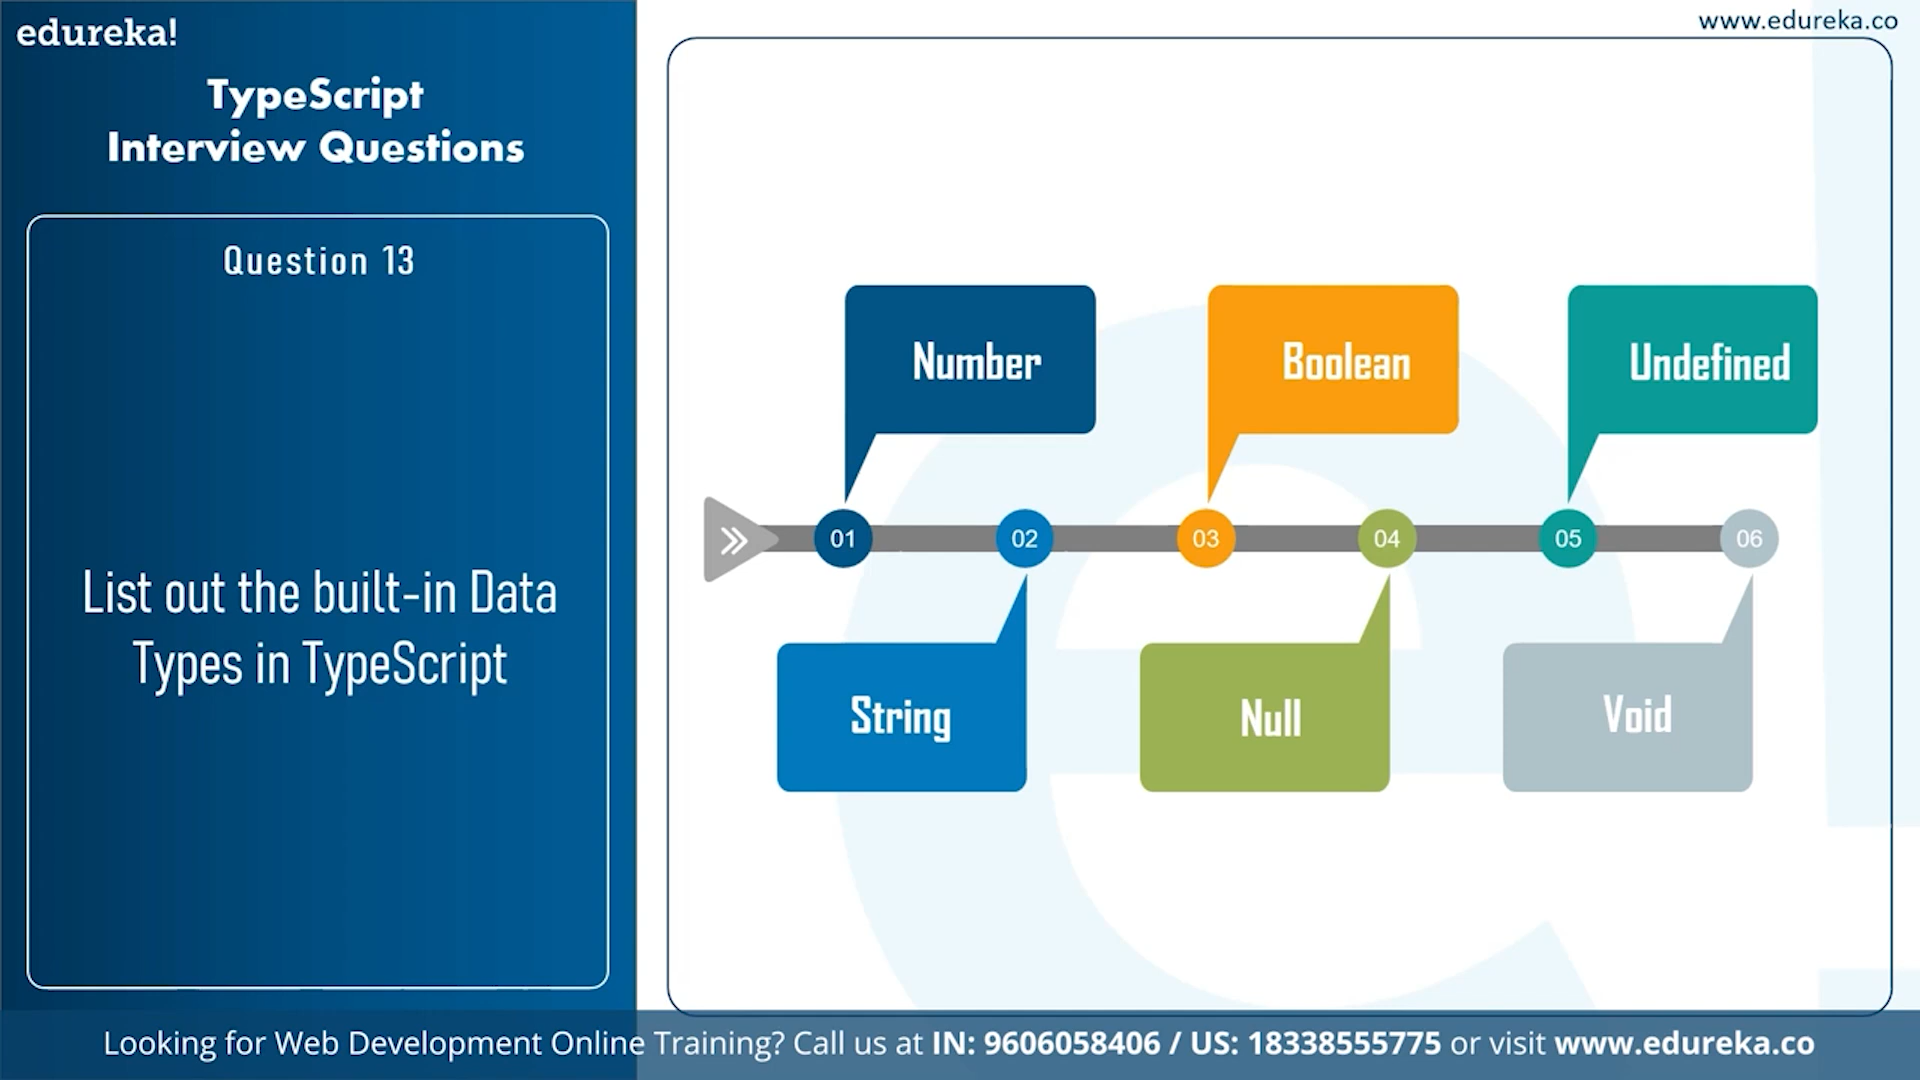 edureka!
www.edureka.co
TypeScript
Interview Questions
Question 13
List out the built-in Data
Types in TypeScript
Number
Boolean
Undefined
01
02
03
04
05
06
String
Null
Void
Looking for Web Development Online Training? Call us at IN: 9606058406 / US: 18338555775 or visit www.edureka.co